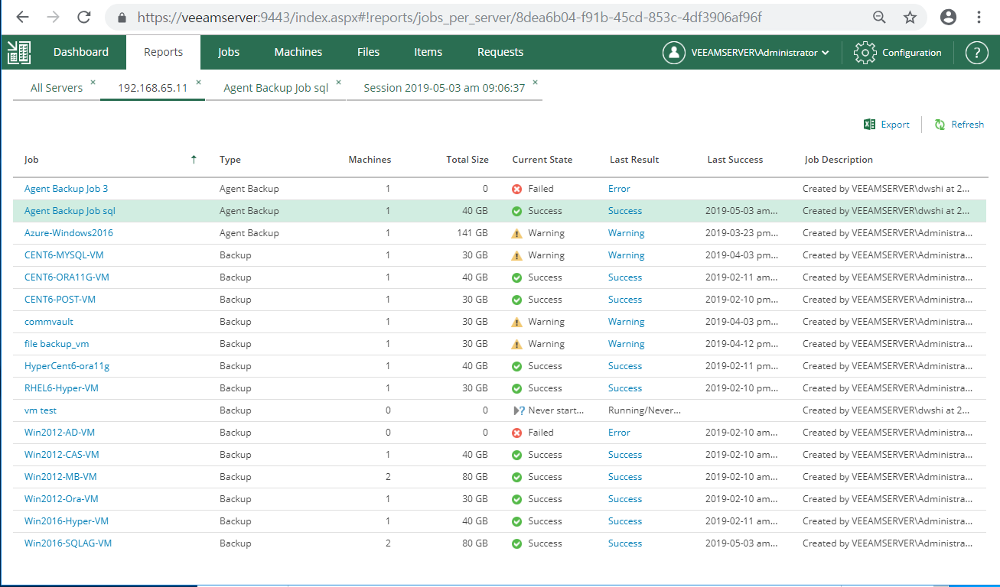 https://veeamserver:9443/index.aspx#!reports/jobs_per_server/8dea6b04-f91b-45cd-853c-4df3906af96f
Dashboard Reports Jobs Machines Files Items Requests VEEAMSERVER\Administrator Configuration ?
All Servers × 192.168.65.11 × Agent Backup Job sql × Session 2019-05-03 am 09:06:37 ×
Export Refresh
Job ↑ Type Machines Total Size Current State Last Result Last Success Job Description
Agent Backup Job 3 Agent Backup 1 0 Failed Error Created by VEEAMSERVER\dwshi at 2...
Agent Backup Job sql Agent Backup 1 40 GB Success Success 2019-05-03 am... Created by VEEAMSERVER\dwshi at 2...
Azure-Windows2016 Agent Backup 1 141 GB Warning Warning 2019-03-23 pm... Created by VEEAMSERVER\Administra...
CENT6-MYSQL-VM Backup 1 30 GB Warning Warning 2019-04-03 pm... Created by VEEAMSERVER\Administra...
CENT6-ORA11G-VM Backup 1 40 GB Success Success 2019-02-11 am... Created by VEEAMSERVER\Administra...
CENT6-POST-VM Backup 1 30 GB Success Success 2019-02-10 pm... Created by VEEAMSERVER\Administra...
commvault Backup 1 30 GB Warning Warning 2019-04-03 pm... Created by VEEAMSERVER\Administra...
file backup_vm Backup 1 30 GB Warning Warning 2019-04-12 pm... Created by VEEAMSERVER\Administra...
HyperCent6-ora11g Backup 1 40 GB Success Success 2019-02-11 pm... Created by VEEAMSERVER\Administra...
RHEL6-Hyper-VM Backup 1 30 GB Success Success 2019-02-10 pm... Created by VEEAMSERVER\Administra...
vm test Backup 0 0 ? Never start... Running/Never... Created by VEEAMSERVER\dwshi at 2...
Win2012-AD-VM Backup 0 0 Failed Error 2019-02-10 am... Created by VEEAMSERVER\Administra...
Win2012-CAS-VM Backup 1 40 GB Success Success 2019-02-10 am... Created by VEEAMSERVER\Administra...
Win2012-MB-VM Backup 2 80 GB Success Success 2019-02-10 am... Created by VEEAMSERVER\Administra...
Win2012-Ora-VM Backup 1 30 GB Success Success 2019-02-10 am... Created by VEEAMSERVER\Administra...
Win2016-Hyper-VM Backup 1 40 GB Success Success 2019-02-11 am... Created by VEEAMSERVER\Administra...
Win2016-SQLAG-VM Backup 2 80 GB Success Success 2019-05-03 am... Created by VEEAMSERVER\Administra...